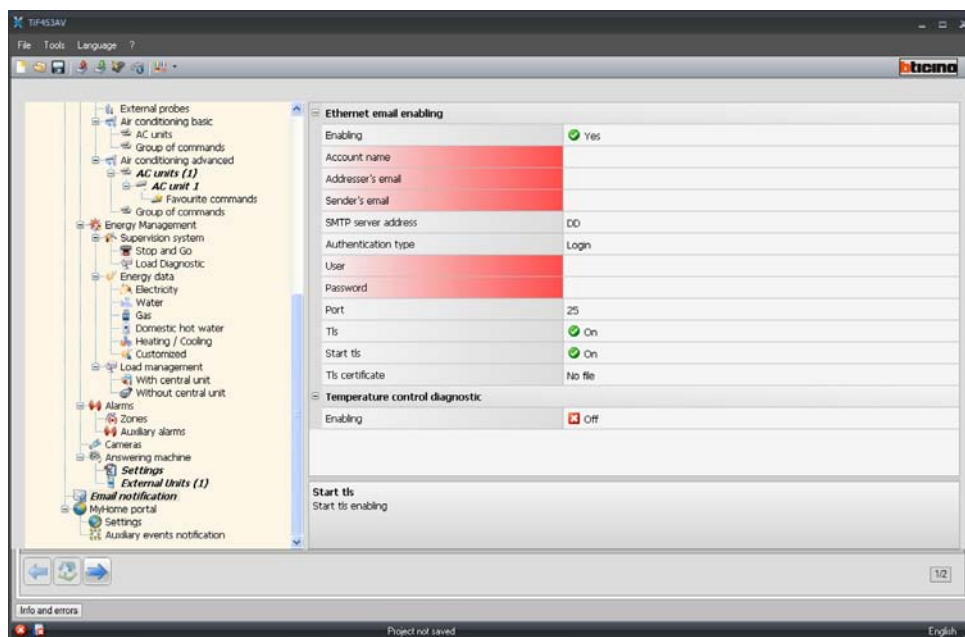 TiF453AV
File Tools Language ?
bticino
External probes
Air conditioning basic
AC units
Group of commands
Air conditioning advanced
AC units (1)
AC unit 1
Favourite commands
Group of commands
Energy Management
Supervision system
Stop and Go
Load Diagnostic
Energy data
Electricity
Water
Gas
Domestic hot water
Heating / Cooling
Customized
Load management
With central unit
Without central unit
Alarms
Zones
Auxiliary alarms
Cameras
Answering machine
Settings
External Units (1)
Email notification
MyHome portal
Settings
Auxiliary events notification
Ethernet email enabling
Enabling Yes
Account name
Addresser's email
Sender's email
SMTP server address DD
Authentication type Login
User
Password
Port 25
Tls On
Start tls On
Tls certificate No file
Temperature control diagnostic
Enabling Off
Start tls
Start tls enabling
1/2
Info and errors
Project not saved English